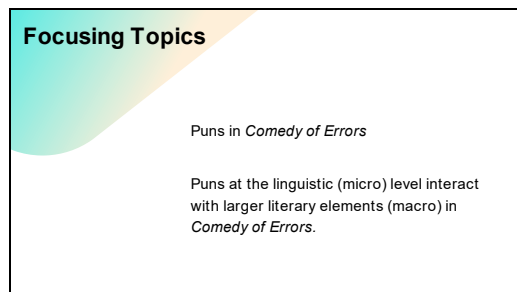 Focusing Topics
Puns in Comedy of Errors
Puns at the linguistic (micro) level interact
with larger literary elements (macro) in
Comedy of Errors.